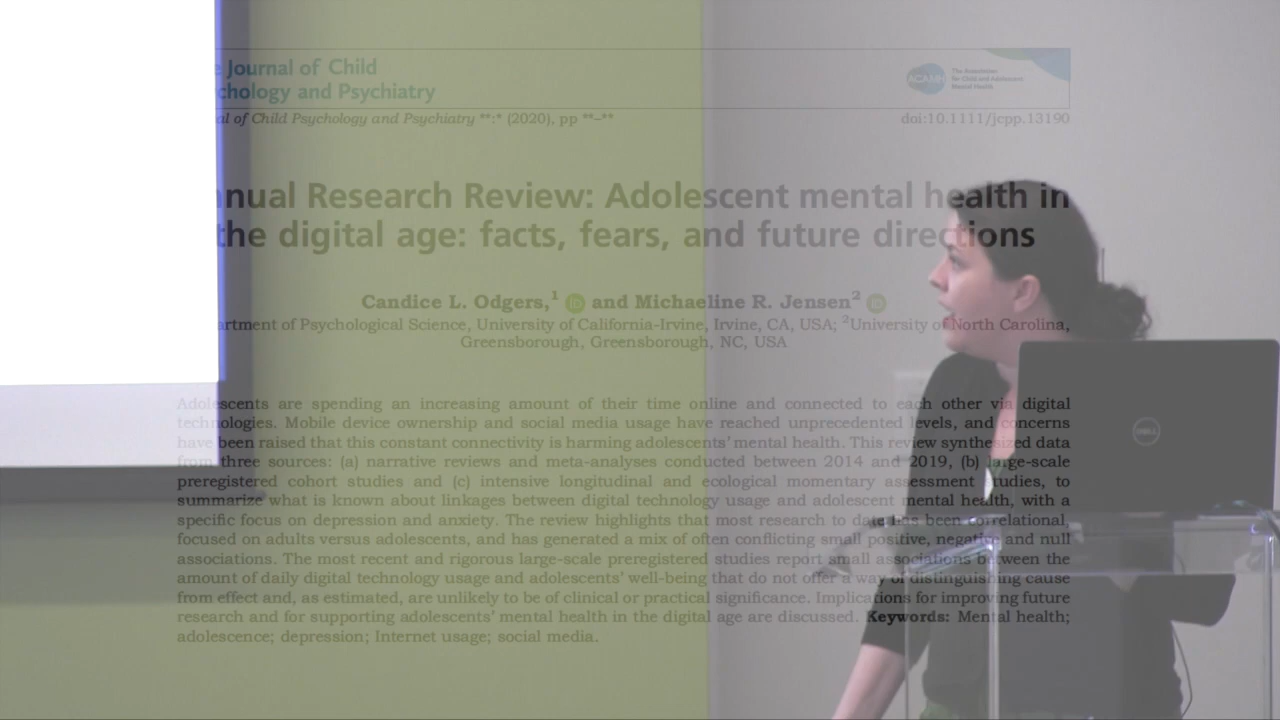 Journal of Child
chology and Psychiatry
ACAMH
The Association
for Child and Adolescent
Mental Health
al of Child Psychology and Psychiatry **:* (2020), pp **–**
doi:10.1111/jcpp.13190
nnual Research Review: Adolescent mental health in
the digital age: facts, fears, and future directions
Candice L. Odgers,¹ iD and Michaeline R. Jensen² iD
artment of Psychological Science, University of California-Irvine, Irvine, CA, USA; ²University of North Carolina,
Greensborough, Greensborough, NC, USA
Adolescents are spending an increasing amount of their time online and connected to each other via digital
technologies. Mobile device ownership and social media usage have reached unprecedented levels, and concerns
have been raised that this constant connectivity is harming adolescents' mental health. This review synthesized data
from three sources: (a) narrative reviews and meta-analyses conducted between 2014 and 2019, (b) large-scale
preregistered cohort studies and (c) intensive longitudinal and ecological momentary assessment studies, to
summarize what is known about linkages between digital technology usage and adolescent mental health, with a
specific focus on depression and anxiety. The review highlights that most research to date has been correlational,
focused on adults versus adolescents, and has generated a mix of often conflicting small positive, negative and null
associations. The most recent and rigorous large-scale preregistered studies report small associations between the
amount of daily digital technology usage and adolescents' well-being that do not offer a way of distinguishing cause
from effect and, as estimated, are unlikely to be of clinical or practical significance. Implications for improving future
research and for supporting adolescents' mental health in the digital age are discussed. Keywords: Mental health;
adolescence; depression; Internet usage; social media.
DELL